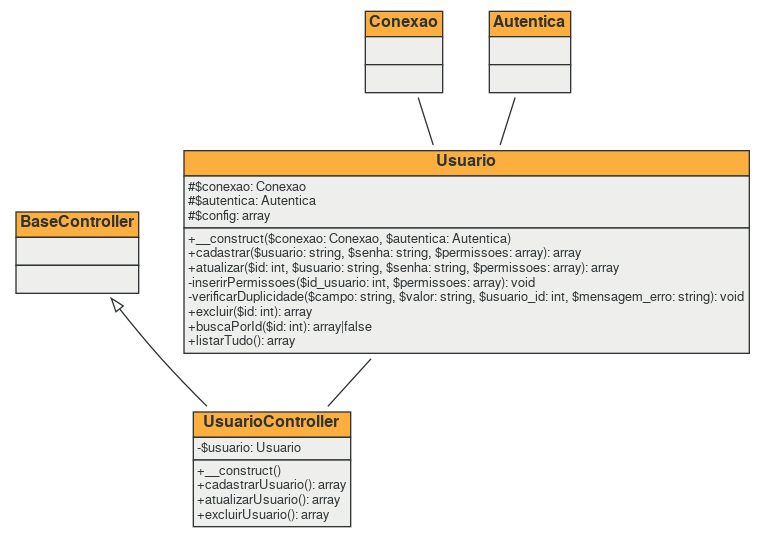 Conexao
Autentica
Usuario
#$conexao: Conexao
#$autentica: Autentica
#$config: array
+__construct($conexao: Conexao, $autentica: Autentica)
+cadastrar($usuario: string, $senha: string, $permissoes: array): array
+atualizar($id: int, $usuario: string, $senha: string, $permissoes: array): array
-inserirPermissoes($id_usuario: int, $permissoes: array): void
-verificarDuplicidade($campo: string, $valor: string, $usuario_id: int, $mensagem_erro: string): void
+excluir($id: int): array
+buscaPorId($id: int): array|false
+listarTudo(): array
BaseController
UsuarioController
-$usuario: Usuario
+__construct()
+cadastrarUsuario(): array
+atualizarUsuario(): array
+excluirUsuario(): array